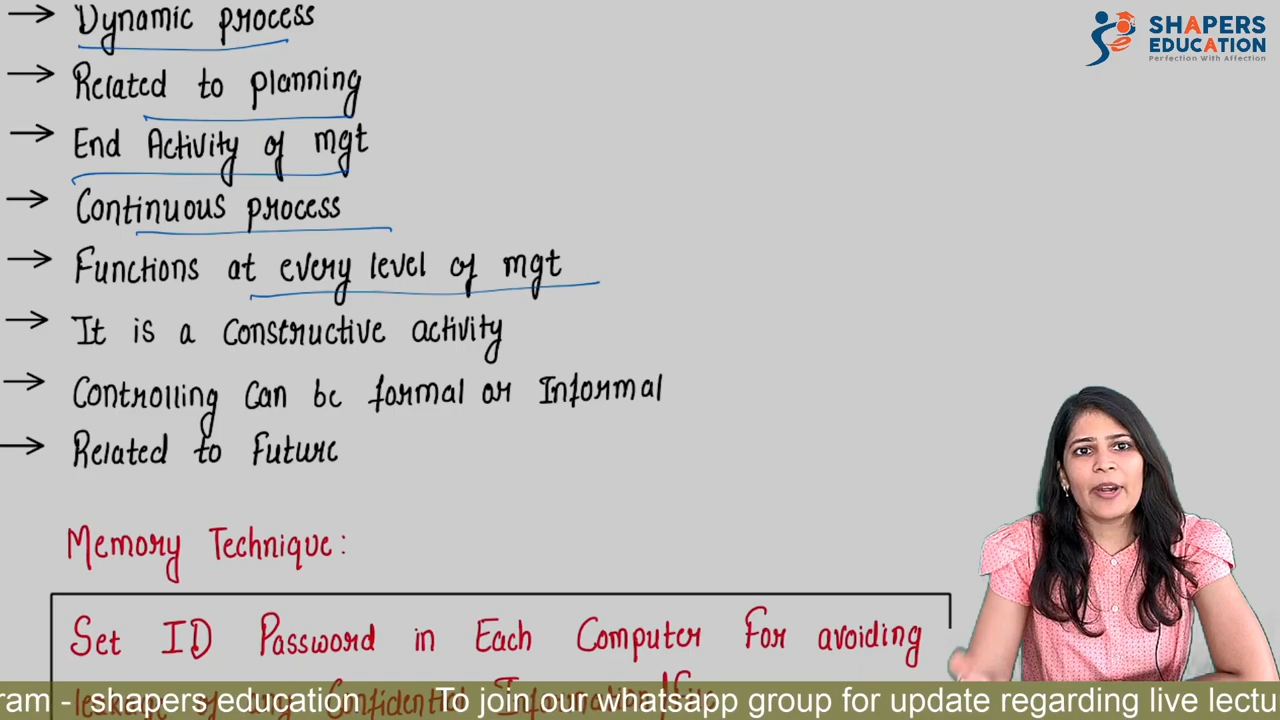 → Dynamic process
→ Related to planning
→ End Activity of mgt
→ Continuous process
→ Functions at every level of mgt
→ It is a constructive activity
→ Controlling can be formal or Informal
→ Related to Future
Memory Technique:
Set ID Password in Each Computer For avoiding
Confidential
ram - shapers education To join our whatsapp group for update regarding live lectu
SHAPERS
EDUCATION
Perfection With Affection